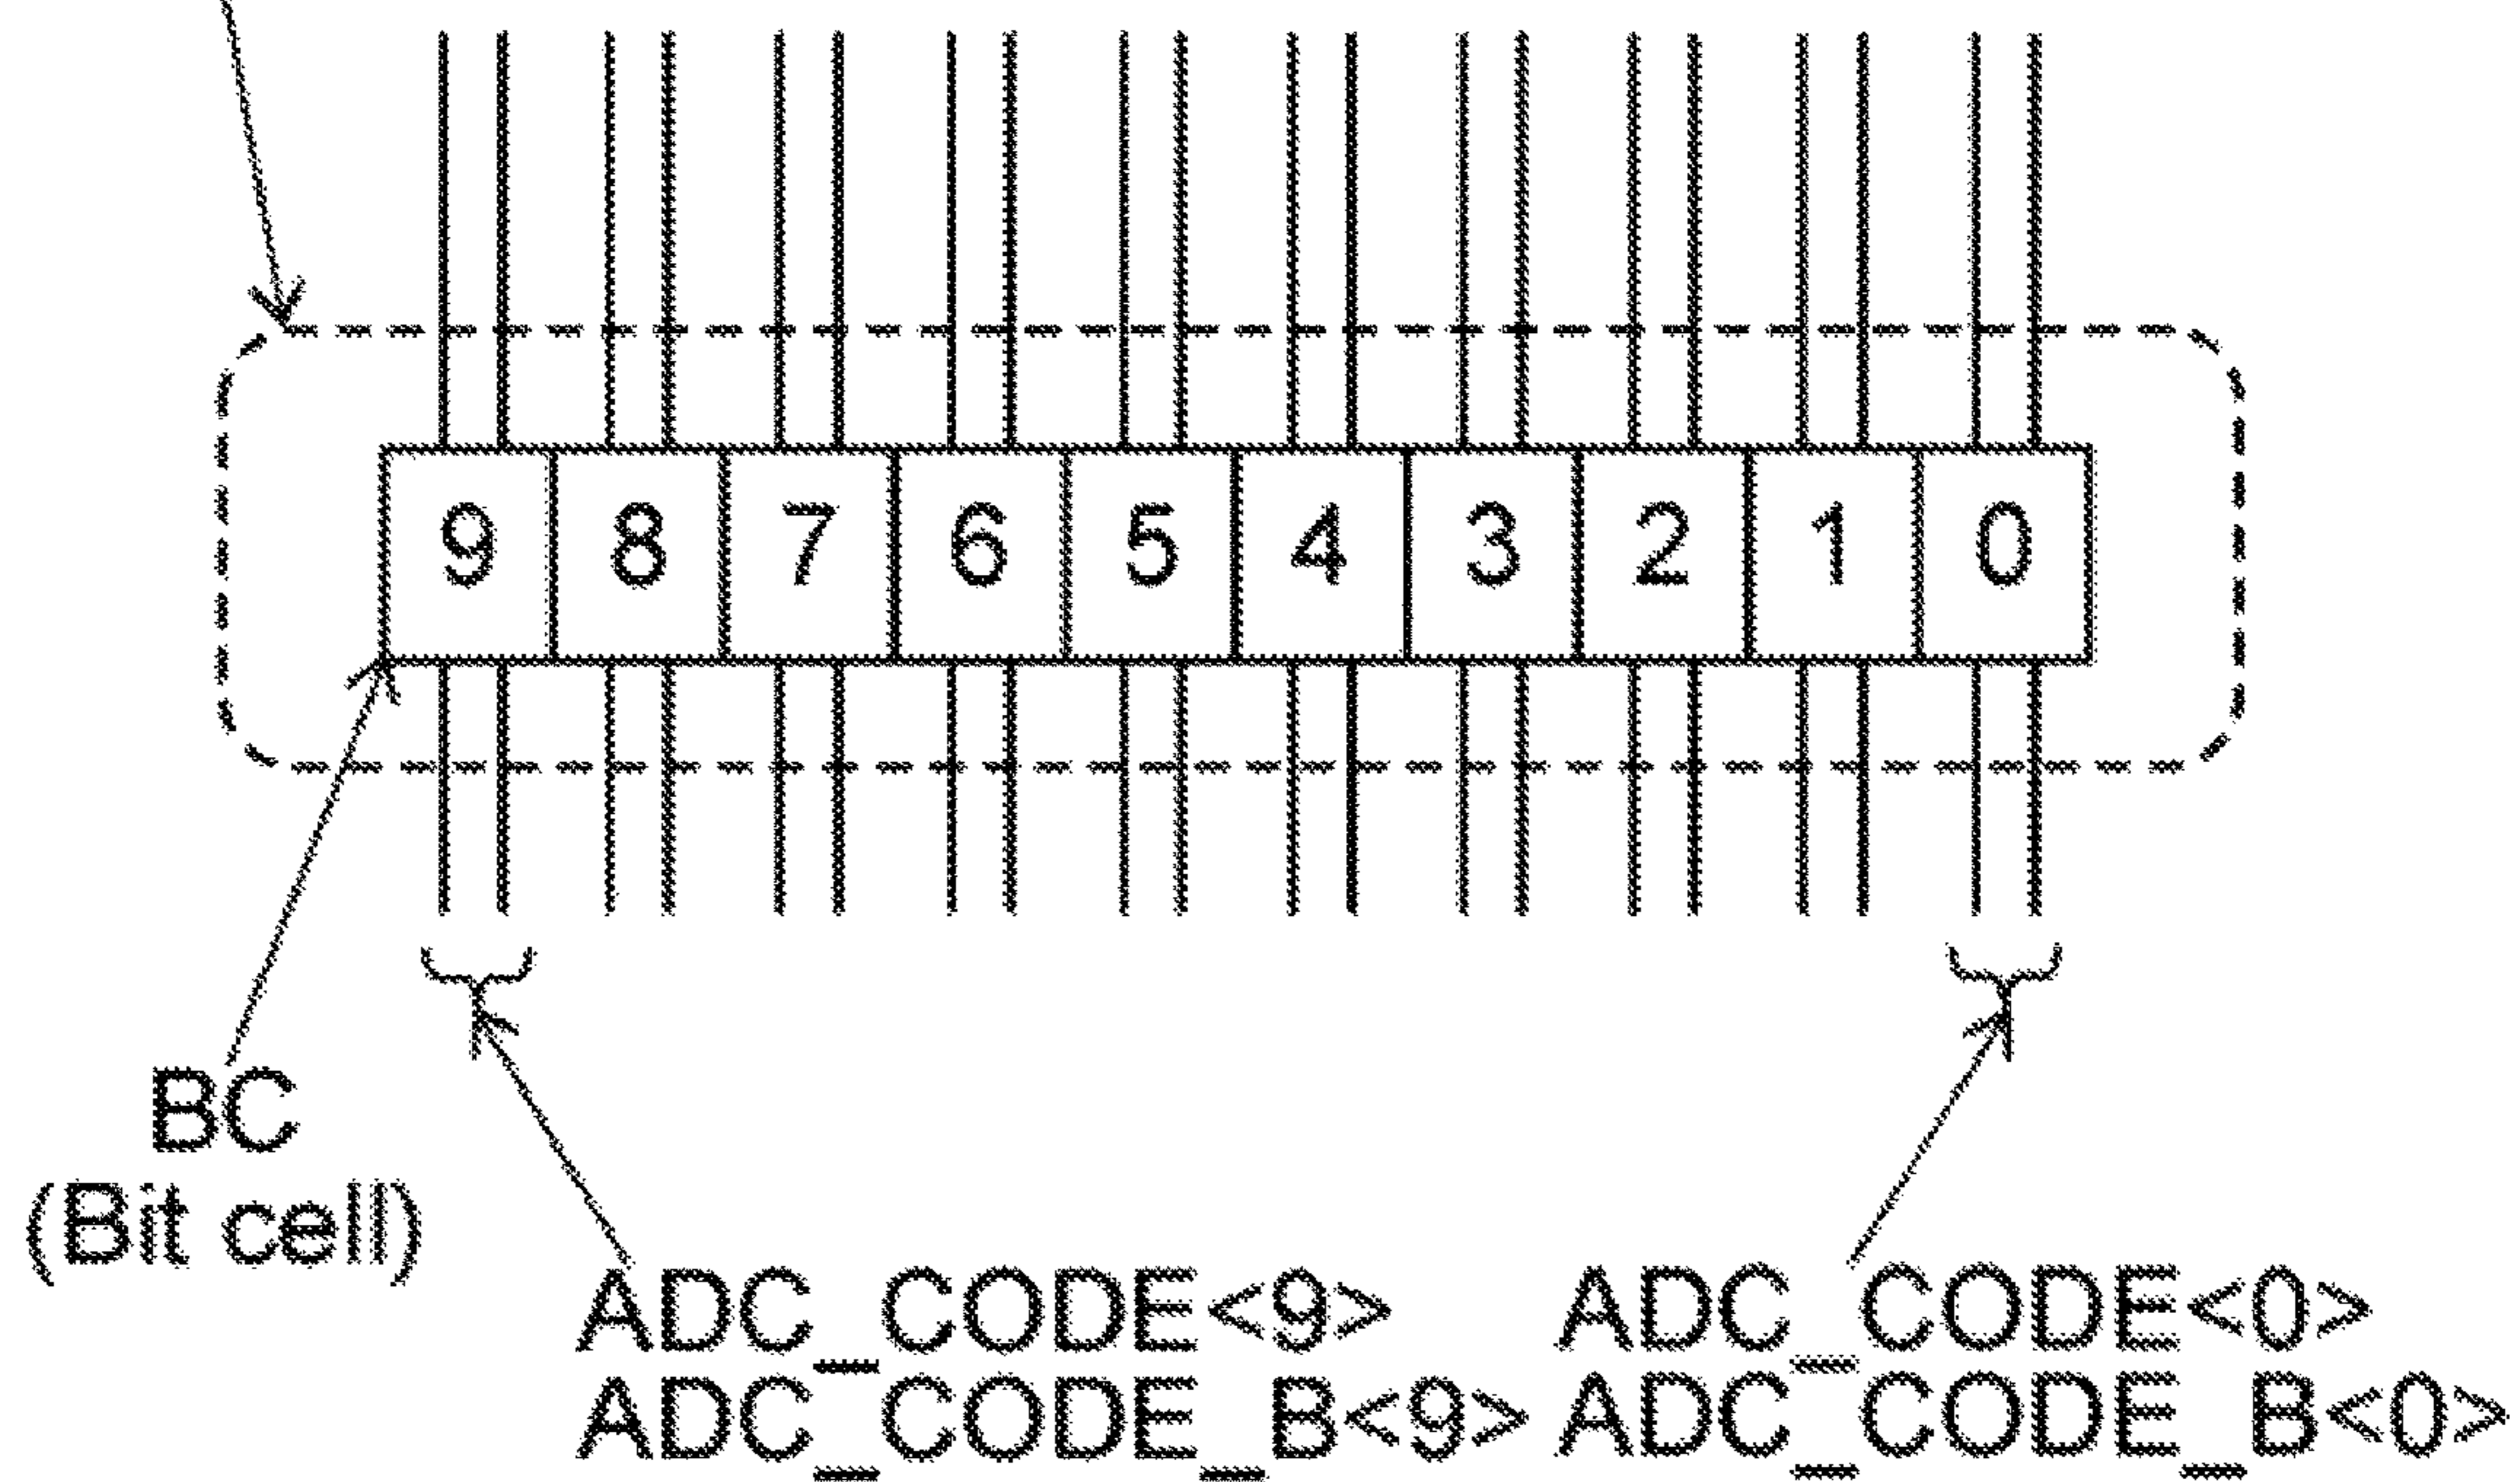 9 8 7 6 5 4 3 2 1 0
BC
(Bit cell)
ADC_CODE<9> ADC_CODE<0>
ADC_CODE_B<9> ADC_CODE_B<0>